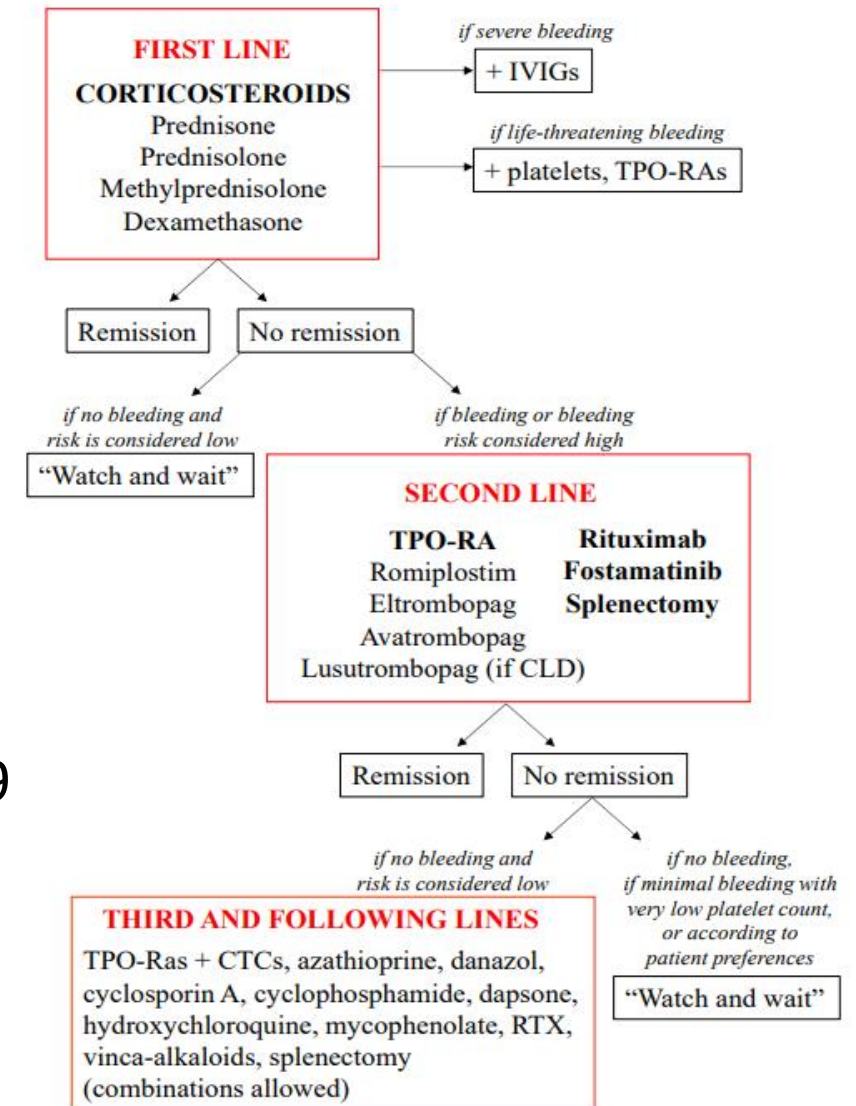 FIRST LINE
CORTICOSTEROIDS
Prednisone
Prednisolone
Methylprednisolone
Dexamethasone
if severe bleeding
+ IVIGs
if life-threatening bleeding
+ platelets, TPO-RAs
Remission
No remission
if no bleeding and
risk is considered low
“Watch and wait”
if bleeding or bleeding
risk considered high
SECOND LINE
TPO-RA
Romiplostim
Eltrombopag
Avatrombopag
Lusutrombopag (if CLD)
Rituximab
Fostamatinib
Splenectomy
9
Remission
No remission
if no bleeding and
risk is considered low
THIRD AND FOLLOWING LINES
TPO-Ras + CTCs, azathioprine, danazol,
cyclosporin A, cyclophosphamide, dapsone,
hydroxychloroquine, mycophenolate, RTX,
vinca-alkaloids, splenectomy
(combinations allowed)
if no bleeding,
if minimal bleeding with
very low platelet count,
or according to
patient preferences
“Watch and wait”